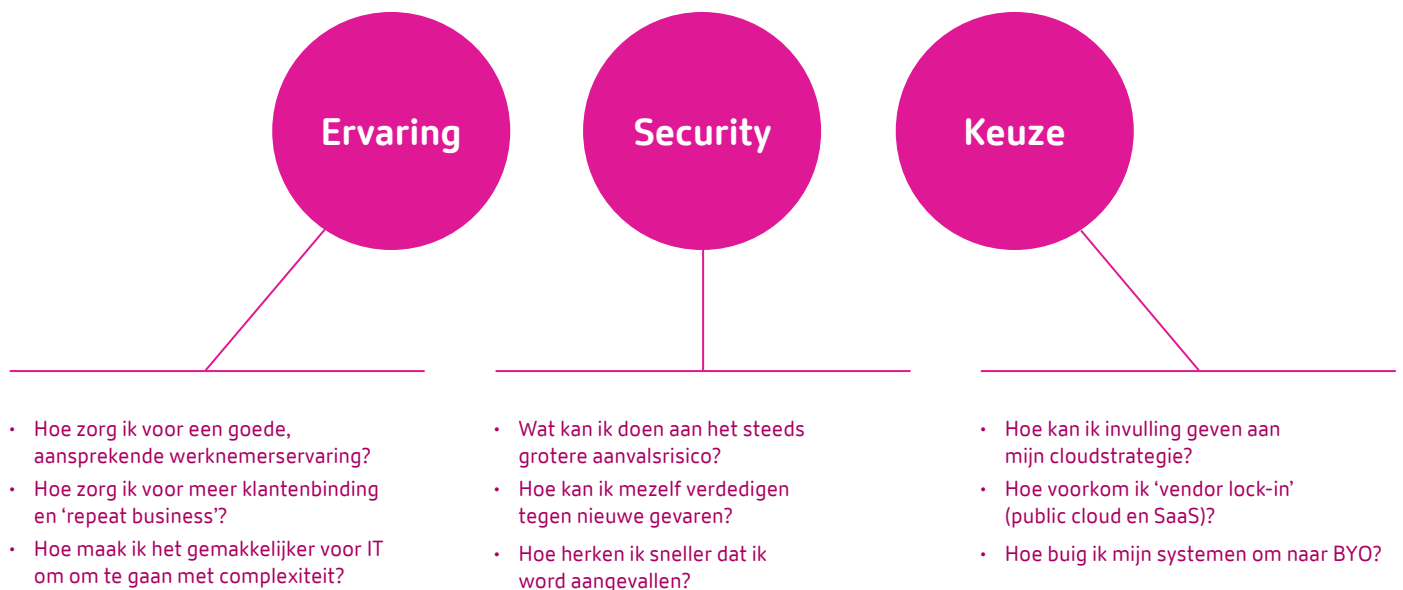 Ervaring
Security
Keuze
• Hoe zorg ik voor een goede,
aansprekende werknemerservaring?
• Hoe zorg ik voor meer klantenbinding
en ‘repeat business’?
• Hoe maak ik het gemakkelijker voor IT
om om te gaan met complexiteit?
• Wat kan ik doen aan het steeds
grotere aanvalsrisico?
• Hoe kan ik mezelf verdedigen
tegen nieuwe gevaren?
• Hoe herken ik sneller dat ik
word aangevallen?
• Hoe kan ik invulling geven aan
mijn cloudstrategie?
• Hoe voorkom ik ‘vendor lock-in’
(public cloud en SaaS)?
• Hoe buig ik mijn systemen om naar BYO?